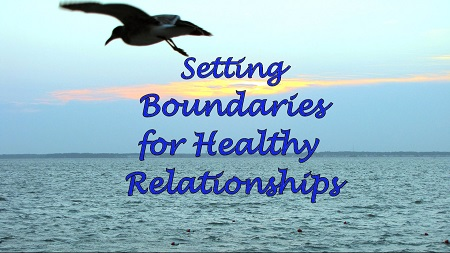 Setting
Boundaries
for Healthy
Relationships